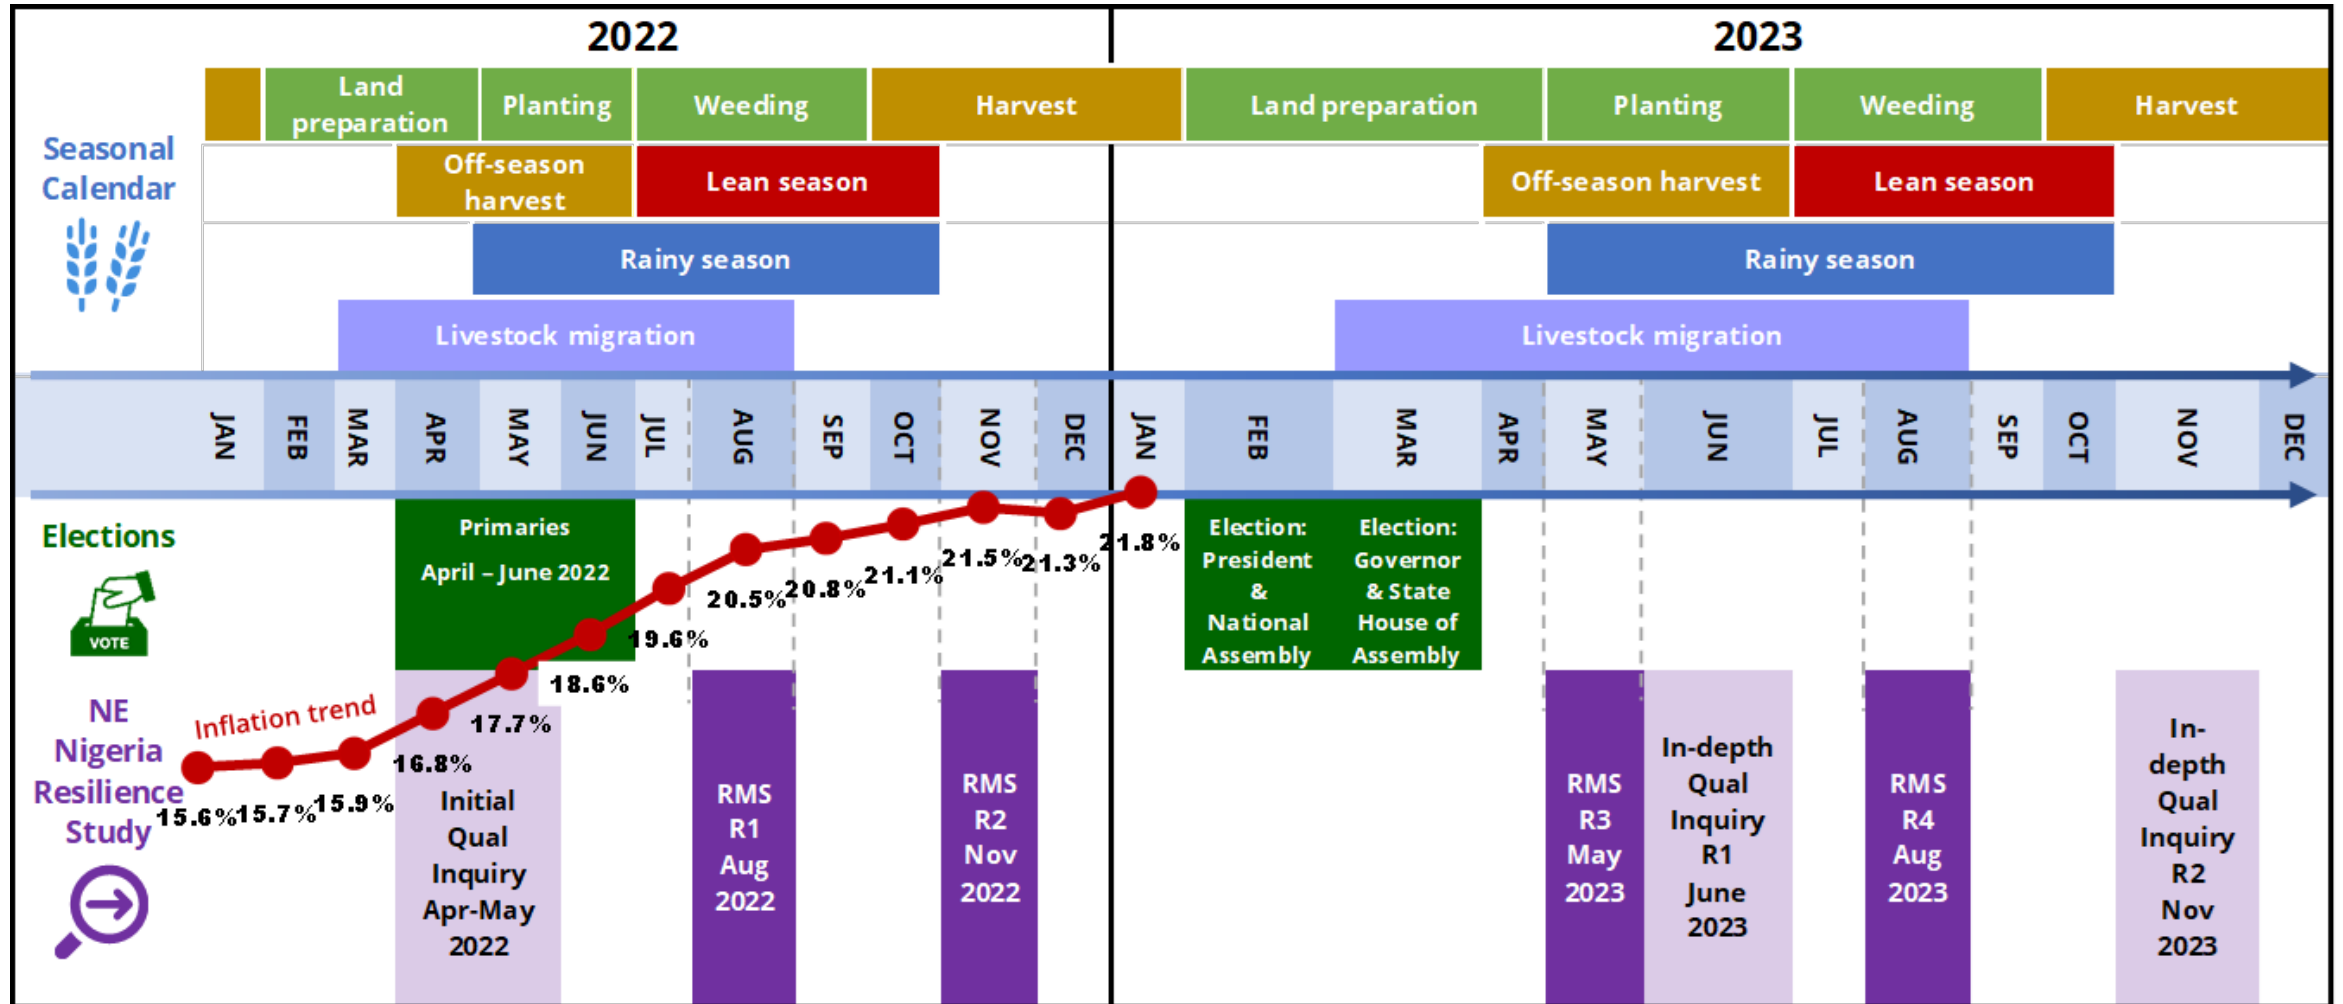 2022
2023
Land
preparation
Planting
Weeding
Harvest
Land preparation
Planting
Weeding
Harvest
Seasonal
Calendar
Off-season
harvest
Lean season
Off-season harvest
Lean season
Rainy season
Rainy season
Livestock migration
Livestock migration
JAN
FEB
MAR
APR
MAY
JUN
JUL
AUG
SEP
OCT
NOV
DEC
JAN
FEB
MAR
APR
MAY
JUN
JUL
AUG
SEP
OCT
NOV
DEC
Elections
VOTE
Primaries
April – June 2022
Election:
President
&
National
Assembly
Election:
Governor
& State
House of
Assembly
NE
Nigeria
Resilience
Study
Inflation trend
15.6%
15.7%
15.9%
16.8%
17.7%
18.6%
19.6%
20.5%
20.8%
21.1%
21.5%
21.3%
21.8%
Initial
Qual
Inquiry
Apr-May
2022
RMS
R1
Aug
2022
RMS
R2
Nov
2022
RMS
R3
May
2023
In-depth
Qual
Inquiry
R1
June
2023
RMS
R4
Aug
2023
In-
depth
Qual
Inquiry
R2
Nov
2023